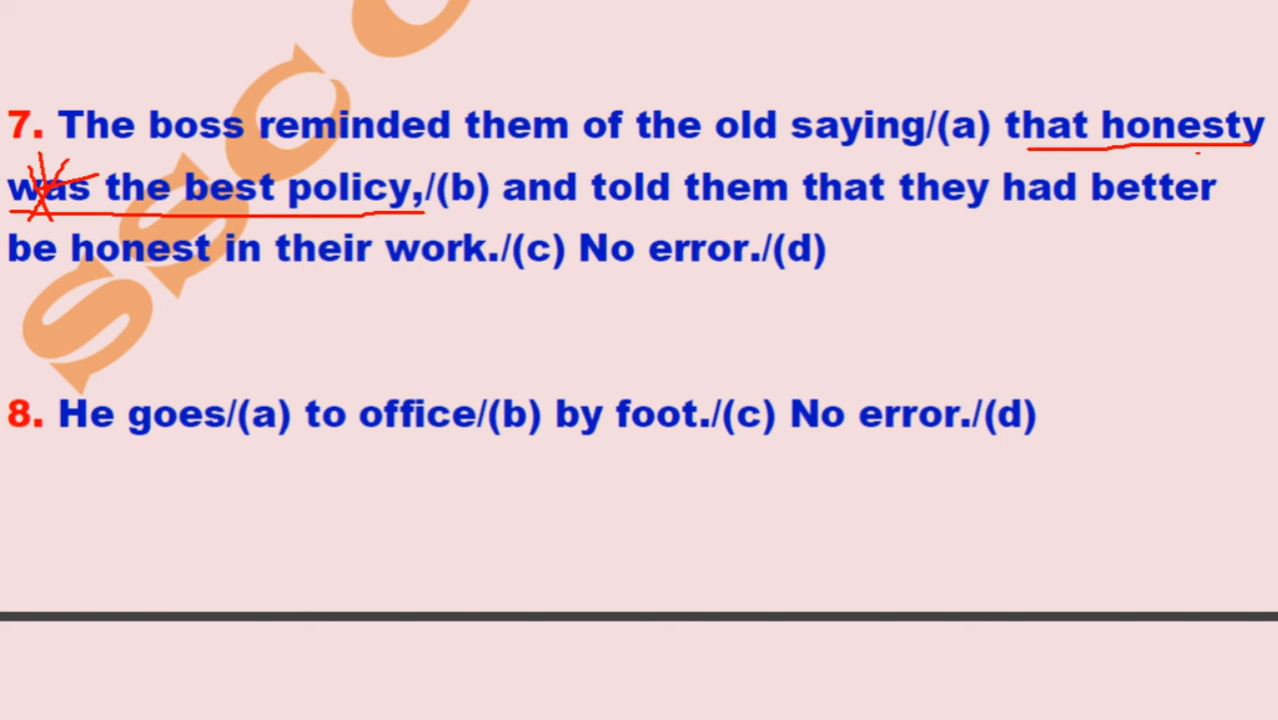 7. The boss reminded them of the old saying/(a) that honesty
was the best policy,/(b) and told them that they had better
be honest in their work./(c) No error./(d)
8. He goes/(a) to office/(b) by foot./(c) No error./(d)
SSC